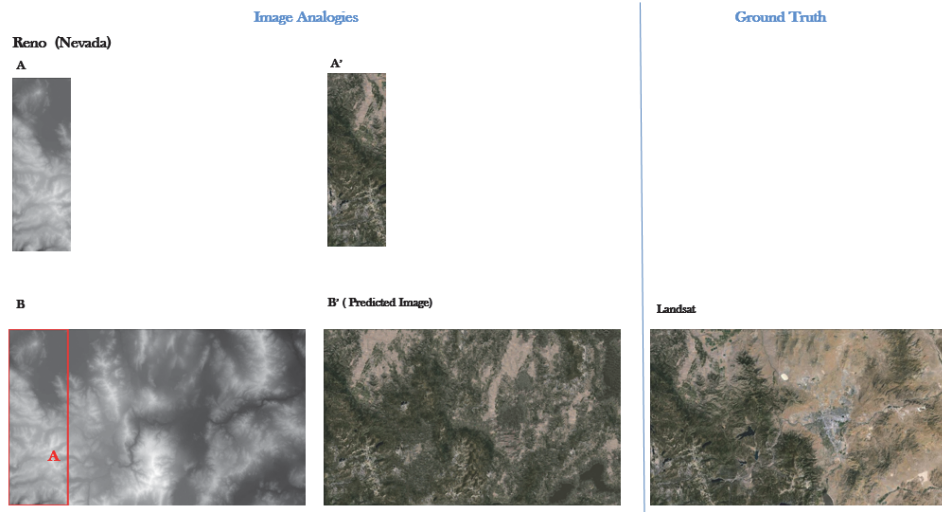 Image Analogies
Ground Truth
Reno (Nevada)
A
A'
B
B' ( Predicted Image)
Landsat
A